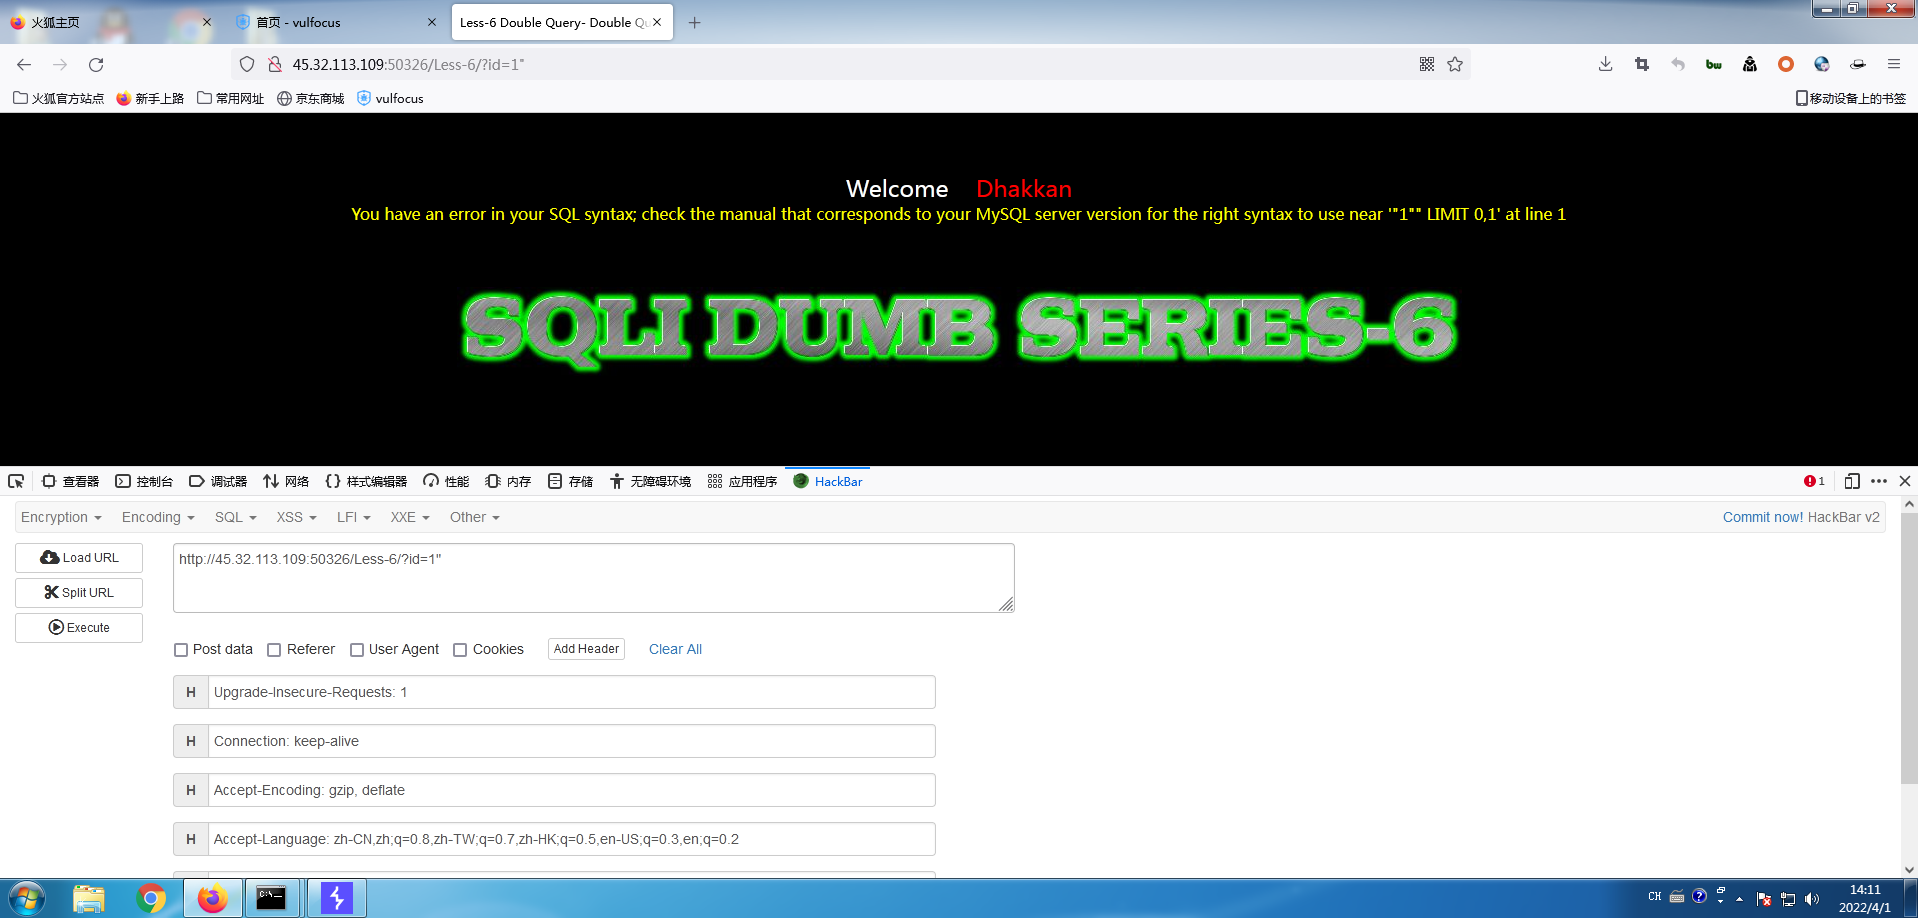 火狐主页
首页 - vulfocus
Less-6 Double Query- Double Qu
45.32.113.109:50326/Less-6/?id=1"
火狐官方站点 新手上路 常用网址 京东商城 vulfocus 移动设备上的书签
Welcome Dhakkan
You have an error in your SQL syntax; check the manual that corresponds to your MySQL server version for the right syntax to use near '"1"" LIMIT 0,1' at line 1
SQLI DUMB SERIES-6
查看器 控制台 调试器 网络 样式编辑器 性能 内存 存储 无障碍环境 应用程序 HackBar 1
Encryption Encoding SQL XSS LFI XXE Other Commit now! HackBar v2
Load URL
http://45.32.113.109:50326/Less-6/?id=1"
Split URL
Execute
Post data Referer User Agent Cookies Add Header Clear All
H Upgrade-Insecure-Requests: 1
H Connection: keep-alive
H Accept-Encoding: gzip, deflate
H Accept-Language: zh-CN,zh;q=0.8,zh-TW;q=0.7,zh-HK;q=0.5,en-US;q=0.3,en;q=0.2
CH 14:11
2022/4/1